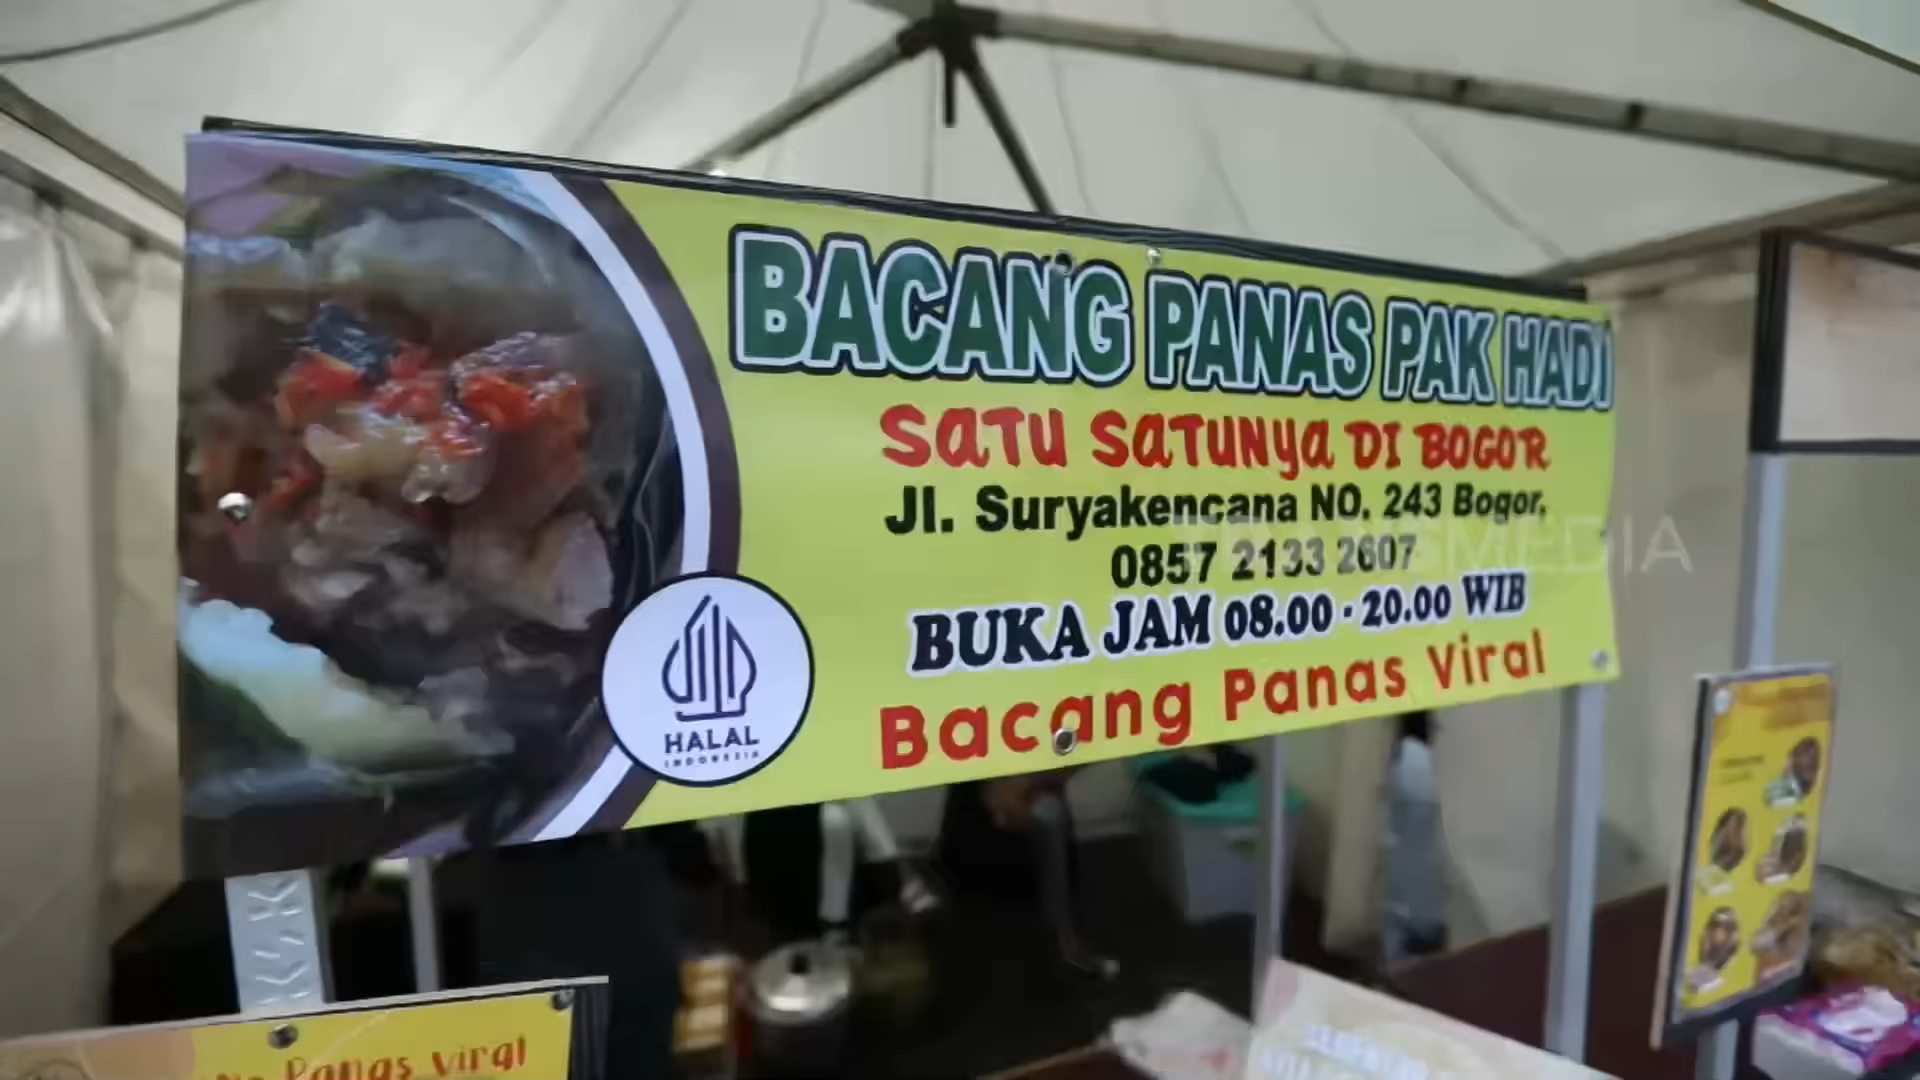 BACANG PANAS PAK HADI
SATU SATUNYA DI BOGOR
Jl. Suryakencana NO. 243 Bogor.
0857 2133 2607
TRANSMEDIA
BUKA JAM 08.00 - 20.00 WIB
Bacang Panas Viral
HALAL
INDONESIA
Panas Viral